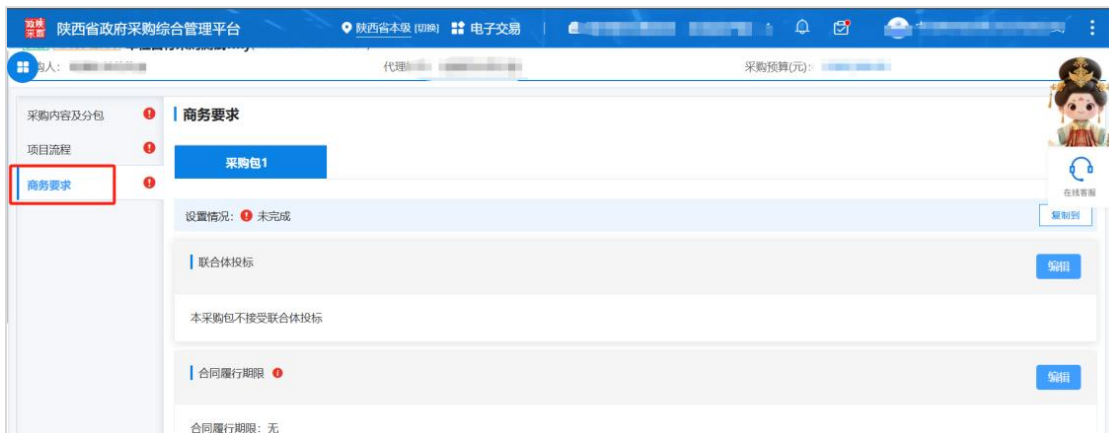 陕西省政府采购综合管理平台 陕西省本级 [切换] 电子交易
购人: 代理 采购预算(元):
采购内容及分包
项目流程
商务要求
商务要求
采购包1
在线客服
设置情况: 未完成 复制到
联合体投标 编辑
本采购包不接受联合体投标
合同履行期限 编辑
合同履行期限: 无